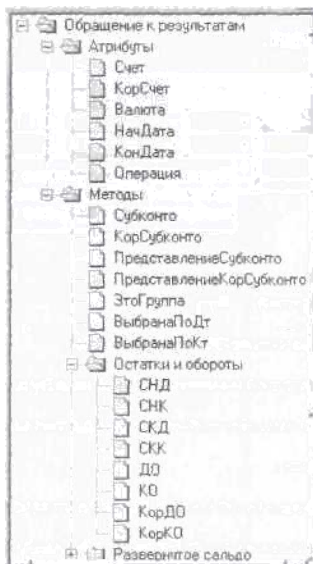 Обращение к результатам
Атрибуты
Счет
КорСчет
Валюта
НачДата
КонДата
Операция
Методы
Субконто
КорСубконто
ПредставлениеСубконто
ПредставлениеКорСубконто
ЭтоГруппа
ВыбранаПоДт
ВыбранаПоКт
Остатки и обороты
СНД
СНК
СКД
СКК
ДО
КО
КорДО
КорКО
Развернутое сальдо